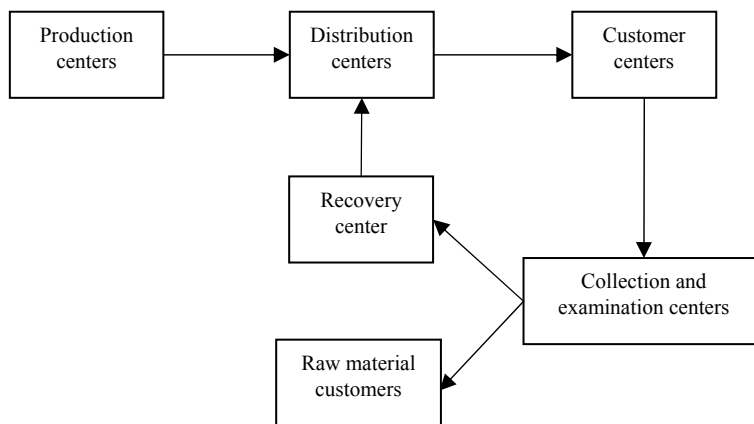 Production
centers
Distribution
centers
Customer
centers
Recovery
center
Collection and
examination centers
Raw material
customers